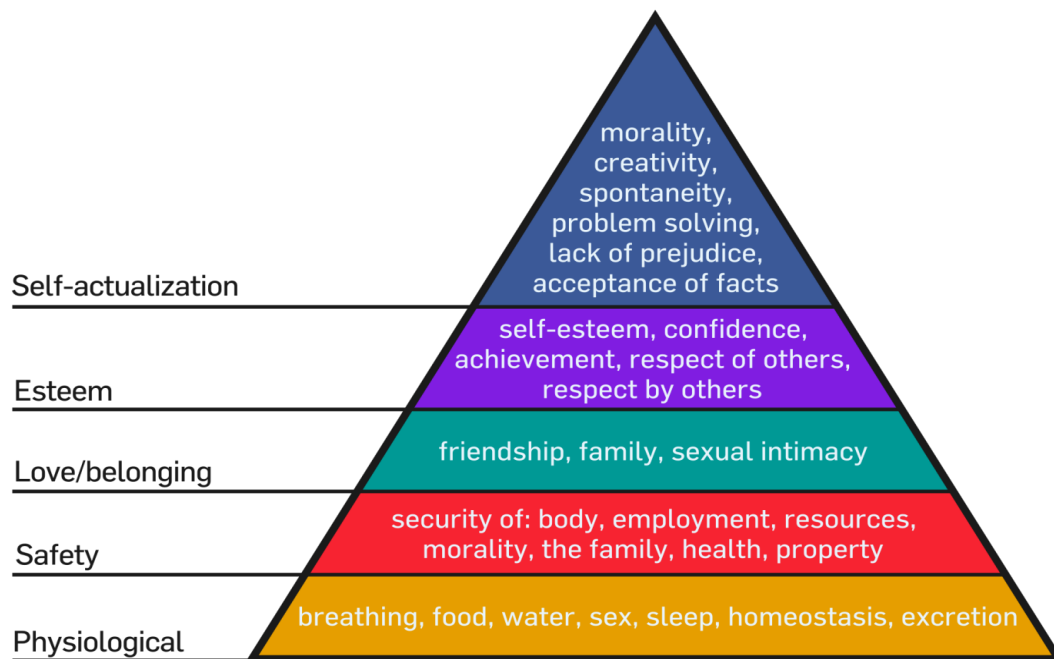 morality,
creativity,
spontaneity,
problem solving,
lack of prejudice,
acceptance of facts
Self-actualization
self-esteem, confidence,
achievement, respect of others,
respect by others
Esteem
friendship, family, sexual intimacy
Love/belonging
security of: body, employment, resources,
morality, the family, health, property
Safety
breathing, food, water, sex, sleep, homeostasis, excretion
Physiological